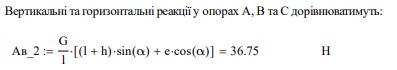 Вертикальні та горизонтальні реакції у опорах А, В та С дорівнюватимуть:
Ав_2 := G/l·[(l + h)·sin(α) + e·cos(α)] = 36.75 Н